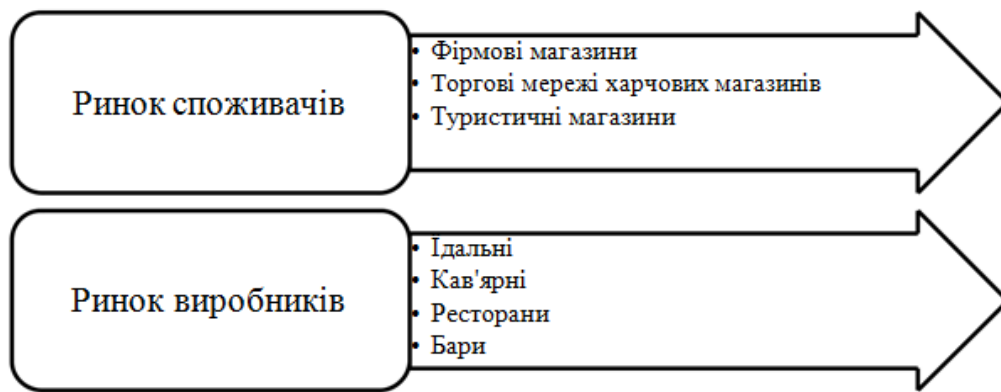 Ринок споживачів
• Фірмові магазини
• Торгові мережі харчових магазинів
• Туристичні магазини
Ринок виробників
• Їдальні
• Кав'ярні
• Ресторани
• Бари